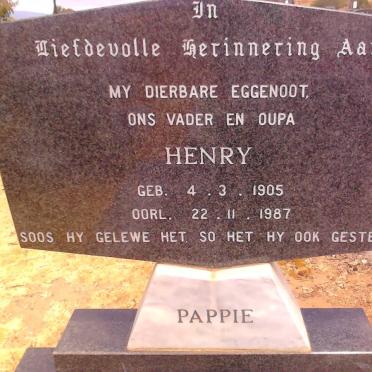 In
Liefdevolle Herinnering Aan
MY DIERBARE EGGENOOT,
ONS VADER EN OUPA
HENRY
GEB. 4 . 3 . 1905
OORL. 22 . 11 . 1987
SOOS HY GELEWE HET, SO HET HY OOK
PAPPIE